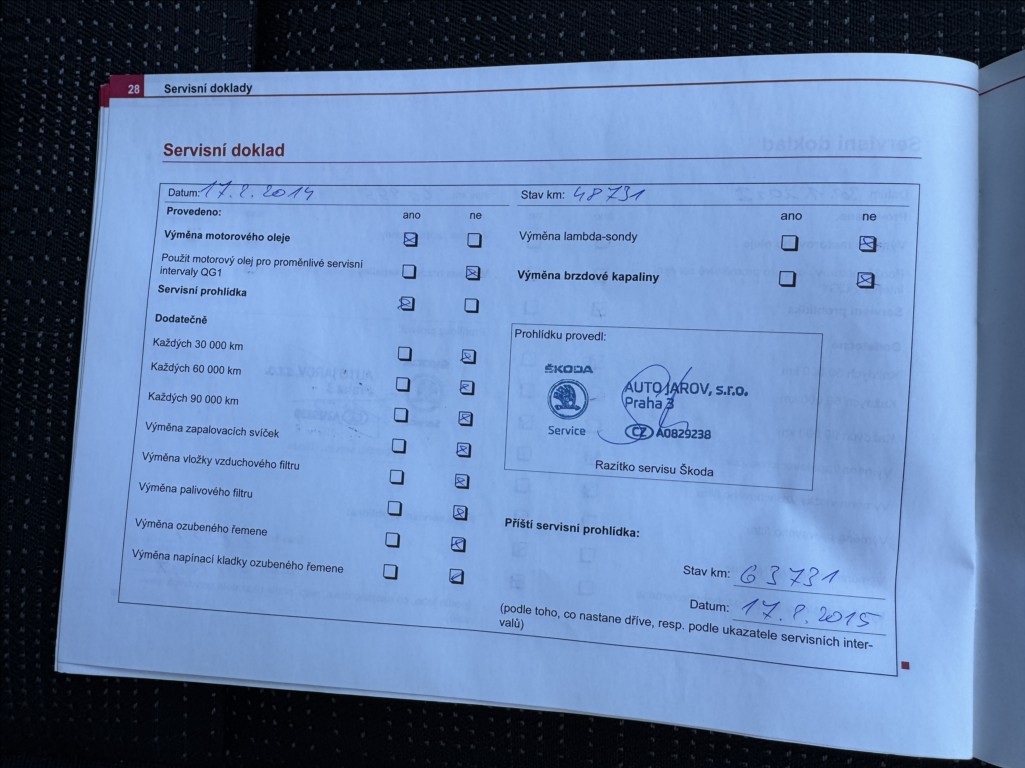 28 Servisní doklady
Servisní doklad
Datum: 17.8.2014
Stav km: 48731
Provedeno: ano ne
ano ne
Výměna motorového oleje
Výměna lambda-sondy
Použit motorový olej pro proměnlivé servisní
intervaly QG1
Výměna brzdové kapaliny
Servisní prohlídka
Dodatečně
Každých 30 000 km
Každých 60 000 km
Každých 90 000 km
Výměna zapalovacích svíček
Výměna vložky vzduchového filtru
Výměna palivového filtru
Výměna ozubeného řemene
Výměna napínací kladky ozubeného řemene
Prohlídku provedl:
ŠKODA
Service
AUTO JAROV, s.r.o.
Praha 3
CZ A0829238
Razítko servisu Škoda
Příští servisní prohlídka:
Stav km: 63731
Datum: 17.8.2015
(podle toho, co nastane dříve, resp. podle ukazatele servisních inter-
valů)